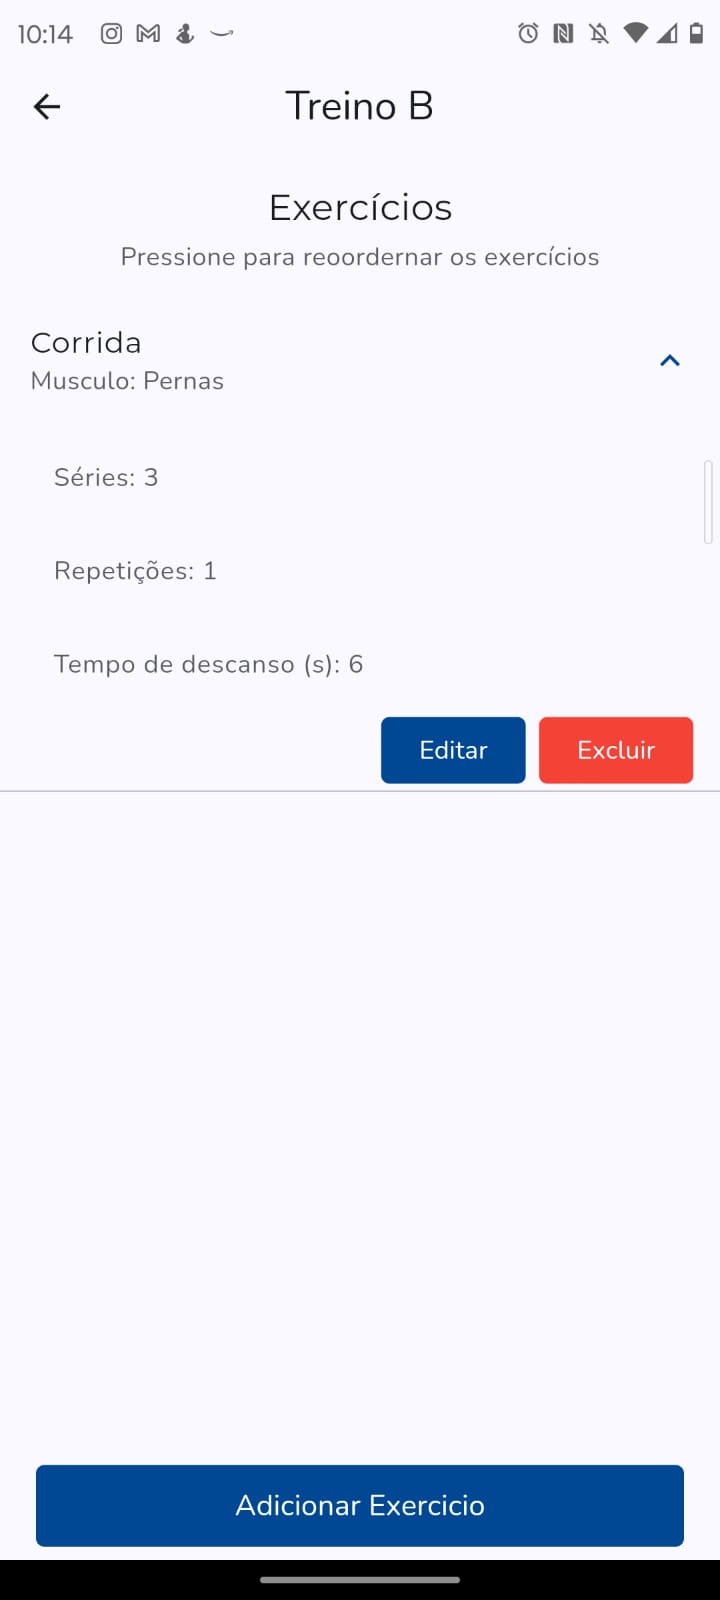 10:14
Treino B
Exercícios
Pressione para reoordernar os exercícios
Corrida
Musculo: Pernas
Séries: 3
Repetições: 1
Tempo de descanso (s): 6
Editar Excluir
Adicionar Exercicio